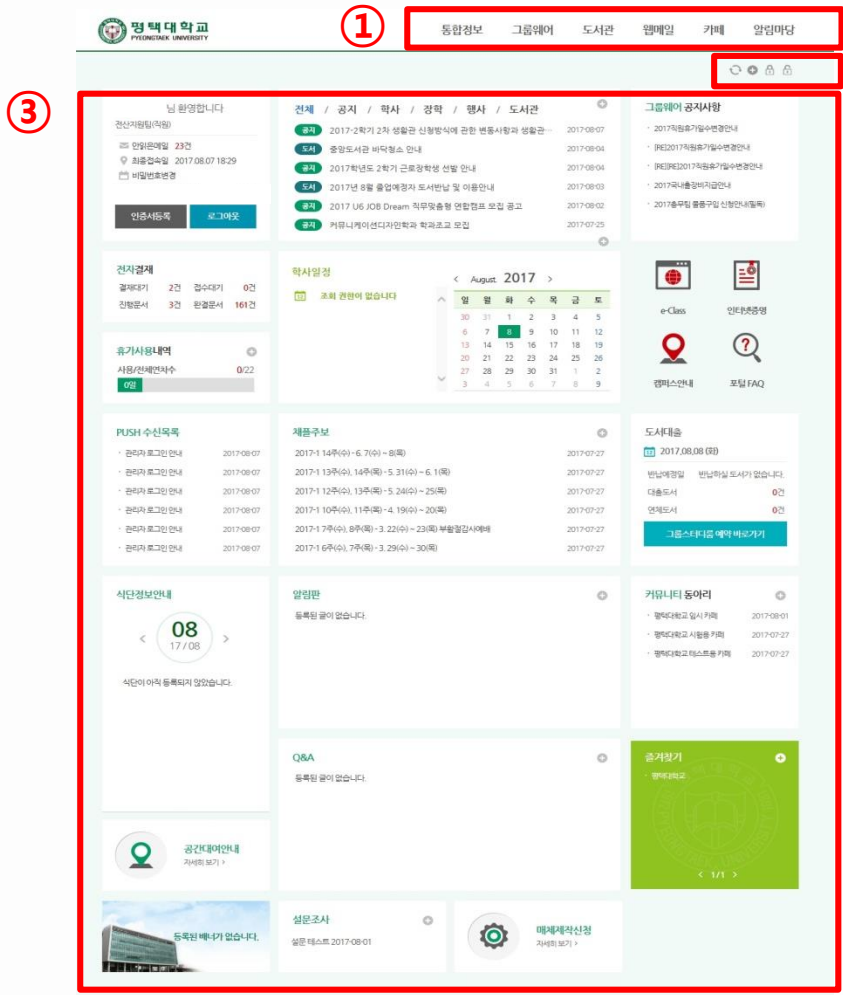 평택대학교
PYEONGTAEK UNIVERSITY
①
통합정보 그룹웨어 도서관 웹메일 카페 알림마당
③
님 환영합니다
전산지원팀(직원)
안읽은메일 23건
최종접속일 2017.08.07 18:29
비밀번호변경
인증서등록 로그아웃
전체 / 공지 / 학사 / 장학 / 행사 / 도서관
공지 2017-2학기 2차 생활관 신청방식에 관한 변동사항과 생활관… 2017-08-07
도서 중앙도서관 바닥청소 안내 2017-08-04
공지 2017학년도 2학기 근로장학생 선발 안내 2017-08-04
도서 2017년 8월 졸업예정자 도서반납 및 이용안내 2017-08-03
공지 2017 U6 JOB Dream 직무맞춤형 연합캠프 모집 공고 2017-08-02
공지 커뮤니케이션디자인학과 학과조교 모집 2017-07-25
그룹웨어 공지사항
· 2017직원휴가일수변경안내
· [RE]2017직원휴가일수변경안내
· [RE][RE]2017직원휴가일수변경안내
· 2017국내출장비지급안내
· 2017총무팀 물품구입 신청안내(필독)
전자결재
결재대기 2건 접수대기 0건
진행문서 3건 완결문서 161건
휴가사용내역
사용/전체연차수 0/22
0일
학사일정
조회 권한이 없습니다
< August 2017 >
일 월 화 수 목 금 토
30 31 1 2 3 4 5
6 7 8 9 10 11 12
13 14 15 16 17 18 19
20 21 22 23 24 25 26
27 28 29 30 31 1 2
3 4 5 6 7 8 9
e-Class 인터넷증명
캠퍼스안내 포털 FAQ
PUSH 수신목록
· 관리자 로그인 안내 2017-08-07
· 관리자 로그인 안내 2017-08-07
· 관리자 로그인 안내 2017-08-07
· 관리자 로그인 안내 2017-08-07
· 관리자 로그인 안내 2017-08-07
· 관리자 로그인 안내 2017-08-07
채플주보
2017-1 14주(수) - 6. 7(수) ~ 8(목) 2017-07-27
2017-1 13주(수), 14주(목) - 5. 31(수) ~ 6. 1(목) 2017-07-27
2017-1 12주(수), 13주(목) - 5. 24(수) ~ 25(목) 2017-07-27
2017-1 10주(수), 11주(목) - 4. 19(수) ~ 20(목) 2017-07-27
2017-1 7주(수), 8주(목) - 3. 22(수) ~ 23(목) 부활절감사예배 2017-07-27
2017-1 6주(수), 7주(목) - 3. 29(수) ~ 30(목) 2017-07-27
도서대출
2017.08.08 (화)
반납예정일 반납하실 도서가 없습니다.
대출도서 0건
연체도서 0건
그룹스터디룸 예약 바로가기
식단정보안내
< 08 >
17 / 08
식단이 아직 등록되지 않았습니다.
알림판
등록된 글이 없습니다.
커뮤니티 동아리
· 평택대학교 임시 카페 2017-08-01
· 평택대학교 시험용 카페 2017-07-27
· 평택대학교 테스트용 카페 2017-07-27
Q&A
등록된 글이 없습니다.
즐겨찾기
· 평택대학교
< 1/1 >
공간대여안내
자세히 보기 >
등록된 배너가 없습니다.
설문조사
설문 테스트 2017-08-01
매체제작신청
자세히 보기 >